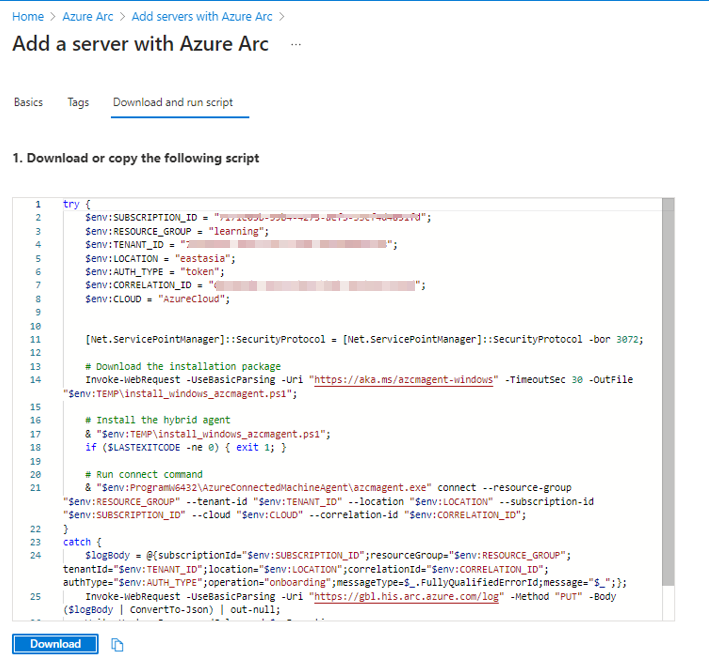 Home > Azure Arc > Add servers with Azure Arc >
Add a server with Azure Arc ...
Basics Tags Download and run script
1. Download or copy the following script
1 try {
2 $env:SUBSCRIPTION_ID = "";
3 $env:RESOURCE_GROUP = "learning";
4 $env:TENANT_ID = "";
5 $env:LOCATION = "eastasia";
6 $env:AUTH_TYPE = "token";
7 $env:CORRELATION_ID = "";
8 $env:CLOUD = "AzureCloud";
9
10
11 [Net.ServicePointManager]::SecurityProtocol = [Net.ServicePointManager]::SecurityProtocol -bor 3072;
12
13 # Download the installation package
14 Invoke-WebRequest -UseBasicParsing -Uri "https://aka.ms/azcmagent-windows" -TimeoutSec 30 -OutFile
"$env:TEMP\install_windows_azcmagent.ps1";
15
16 # Install the hybrid agent
17 & "$env:TEMP\install_windows_azcmagent.ps1";
18 if ($LASTEXITCODE -ne 0) { exit 1; }
19
20 # Run connect command
21 & "$env:ProgramW6432\AzureConnectedMachineAgent\azcmagent.exe" connect --resource-group
"$env:RESOURCE_GROUP" --tenant-id "$env:TENANT_ID" --location "$env:LOCATION" --subscription-id
"$env:SUBSCRIPTION_ID" --cloud "$env:CLOUD" --correlation-id "$env:CORRELATION_ID";
22 }
23 catch {
24 $logBody = @{subscriptionId="$env:SUBSCRIPTION_ID";resourceGroup="$env:RESOURCE_GROUP";
tenantId="$env:TENANT_ID";location="$env:LOCATION";correlationId="$env:CORRELATION_ID";
authType="$env:AUTH_TYPE";operation="onboarding";messageType=$_.FullyQualifiedErrorId;message="$_";};
25 Invoke-WebRequest -UseBasicParsing -Uri "https://gbl.his.arc.azure.com/log" -Method "PUT" -Body
($logBody | ConvertTo-Json) | out-null;
Download